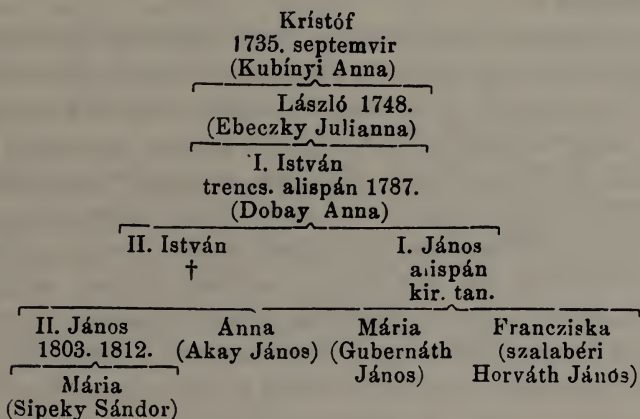 Krístóf
1735. septemvir
(Kubínyi Anna)
László 1748.
(Ebeczky Julianna)
I. István
trencs. alispán 1787.
(Dobay Anna)
II. István
†
I. János
alispán
kir. tan.
II. János
1803. 1812.
Anna
(Akay János)
Mária
(Gubernáth
János)
Francziska
(szalabéri
Horváth János)
Mária
(Sipeky Sándor)